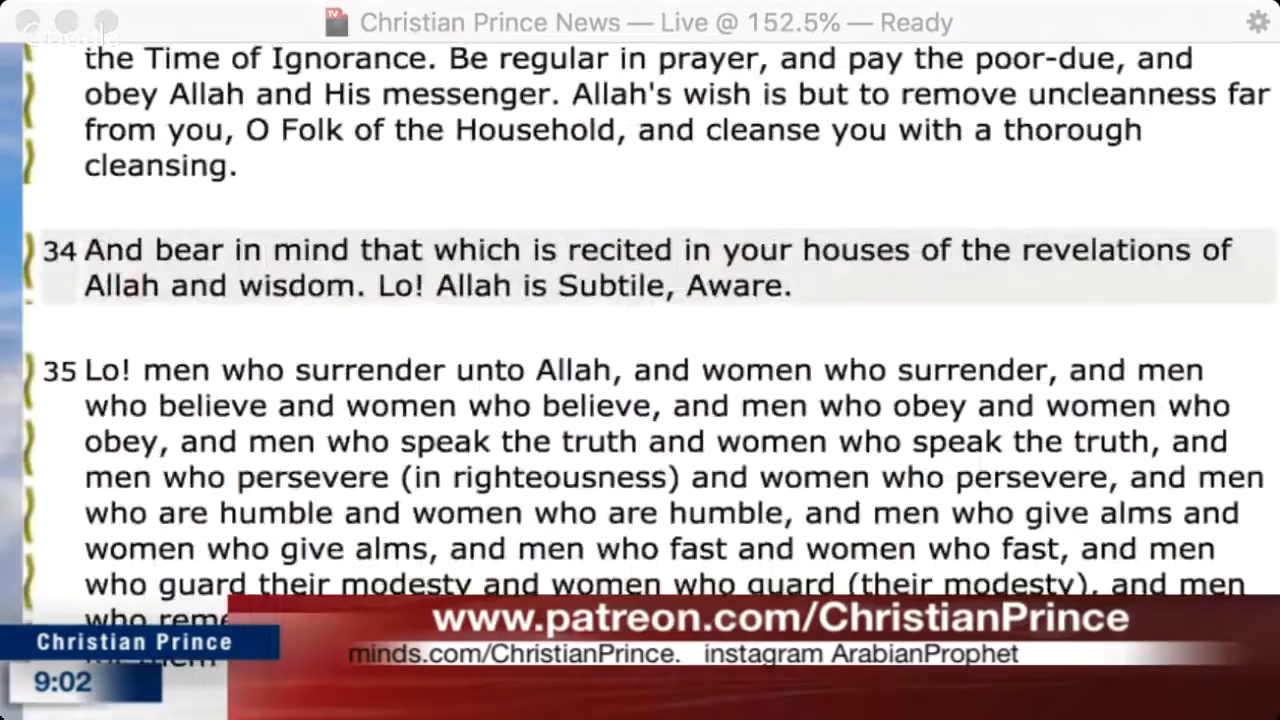 Christian Prince News — Live @ 152.5% — Ready
Google
the Time of Ignorance. Be regular in prayer, and pay the poor-due, and
obey Allah and His messenger. Allah's wish is but to remove uncleanness far
from you, O Folk of the Household, and cleanse you with a thorough
cleansing.
34 And bear in mind that which is recited in your houses of the revelations of
Allah and wisdom. Lo! Allah is Subtile, Aware.
35 Lo! men who surrender unto Allah, and women who surrender, and men
who believe and women who believe, and men who obey and women who
obey, and men who speak the truth and women who speak the truth, and
men who persevere (in righteousness) and women who persevere, and men
who are humble and women who are humble, and men who give alms and
women who give alms, and men who fast and women who fast, and men
who guard their modesty and women who guard (their modesty), and men
who
www.patreon.com/ChristianPrince
Christian Prince
minds.com/ChristianPrince. instagram ArabianProphet
9:02